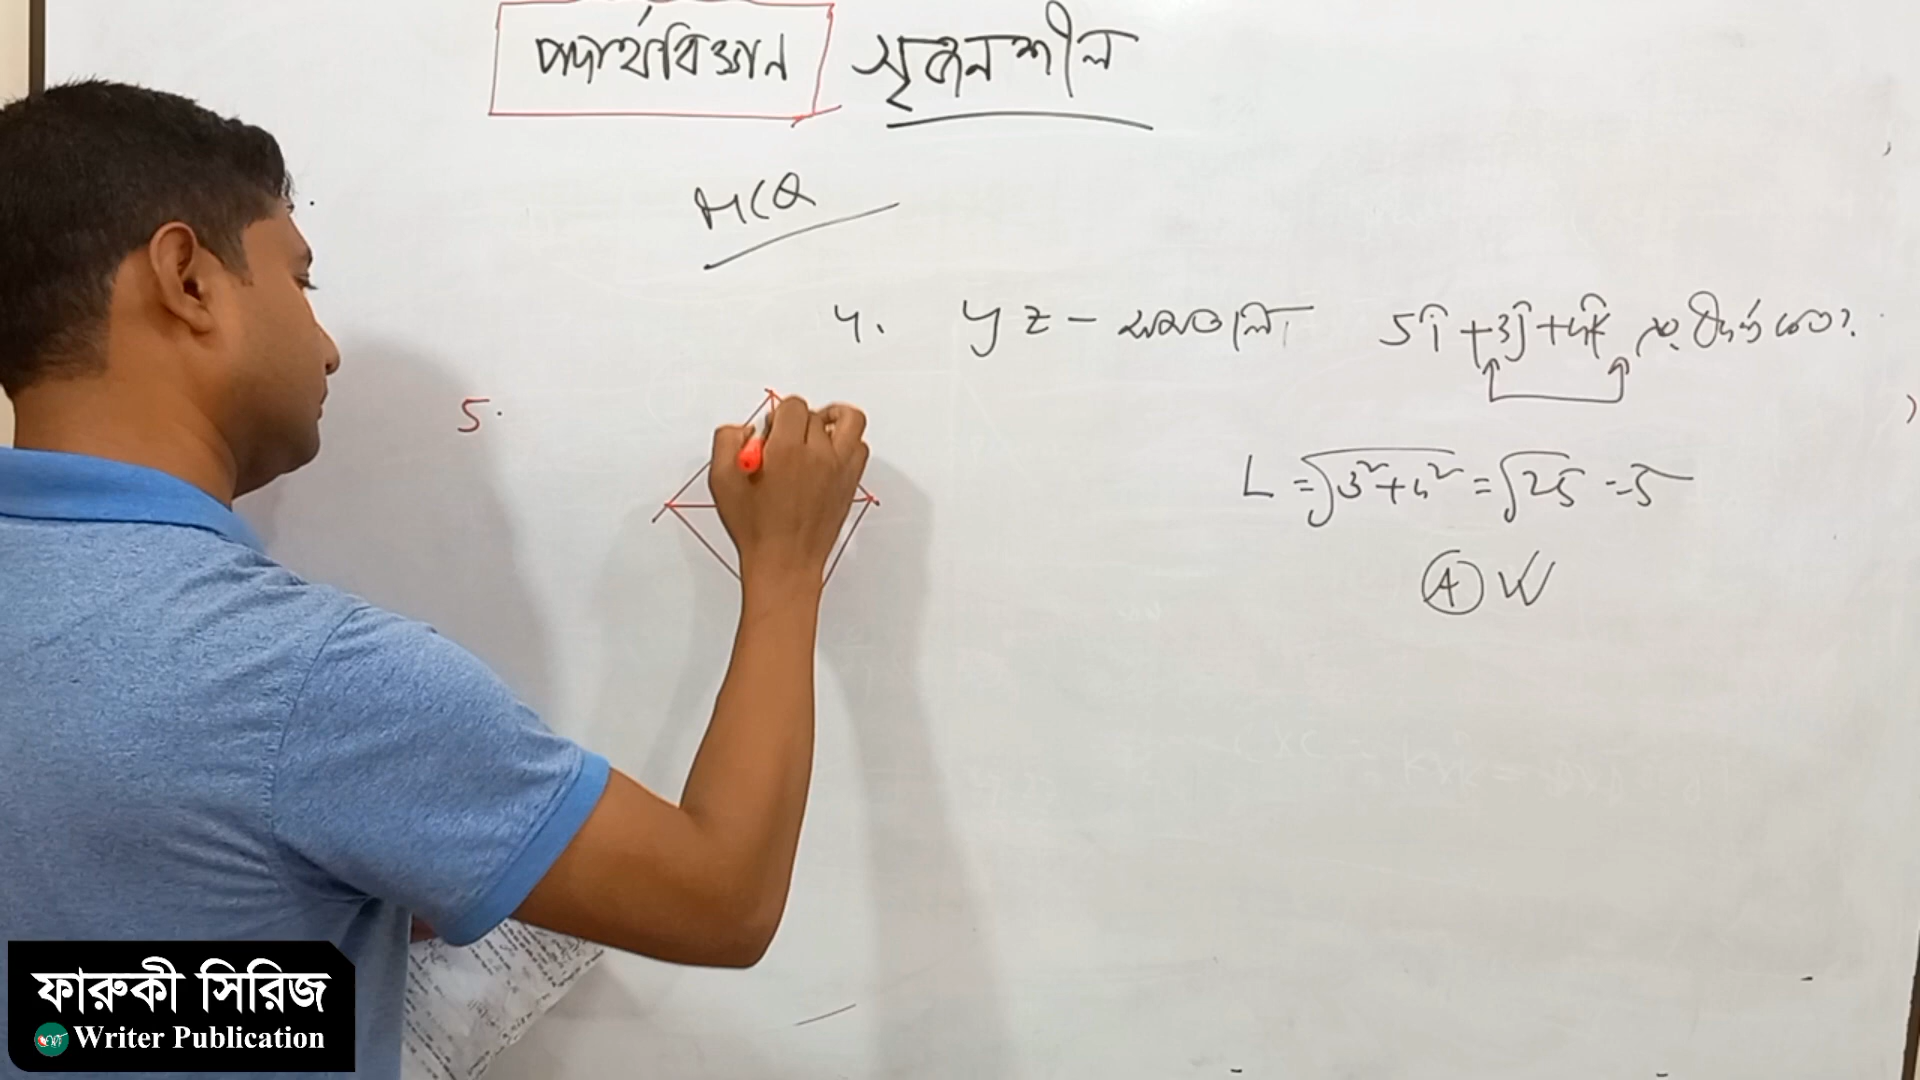 পদার্থবিজ্ঞান সৃজনশীল
MCQ
4. yz - সমতলে 5î + 3ĵ + 4k̂ এর দৈর্ঘ্য কত?
5.
L = √3²+4² = √25 = 5
A
ফারুকী সিরিজ
Writer Publication